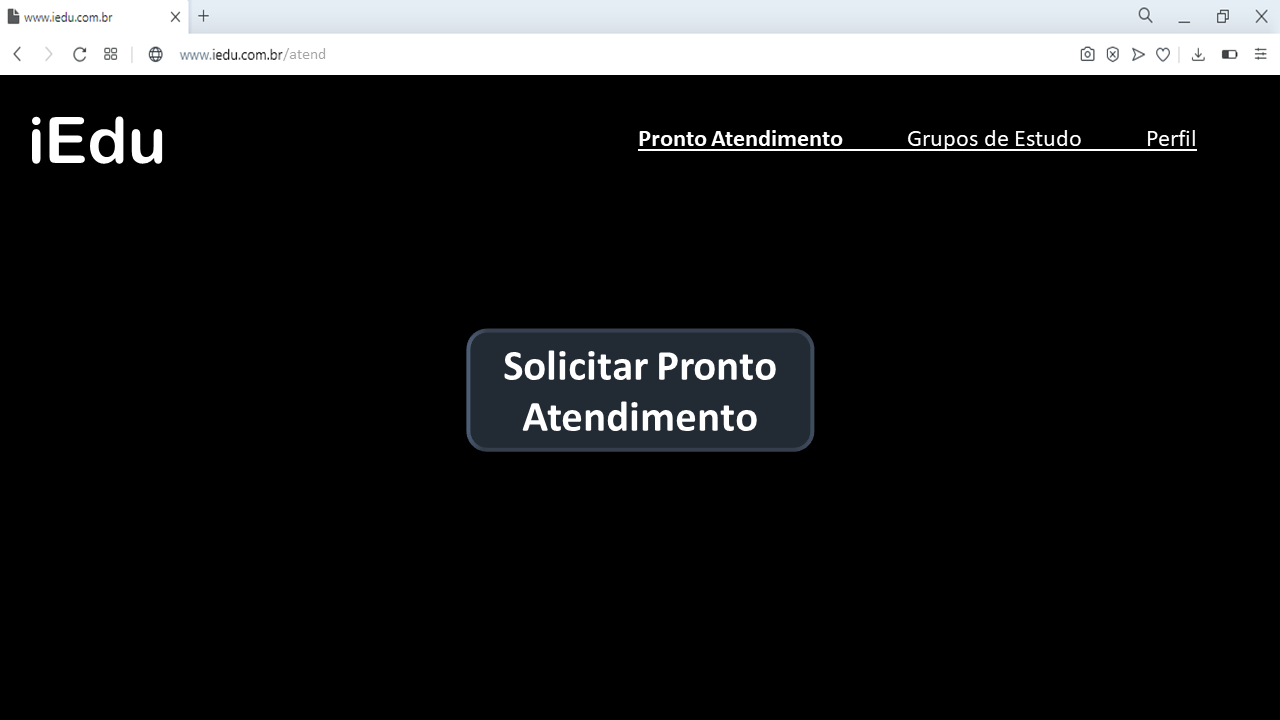 www.iedu.com.br
www.iedu.com.br/atend
iEdu
Pronto Atendimento Grupos de Estudo Perfil
Solicitar Pronto
Atendimento